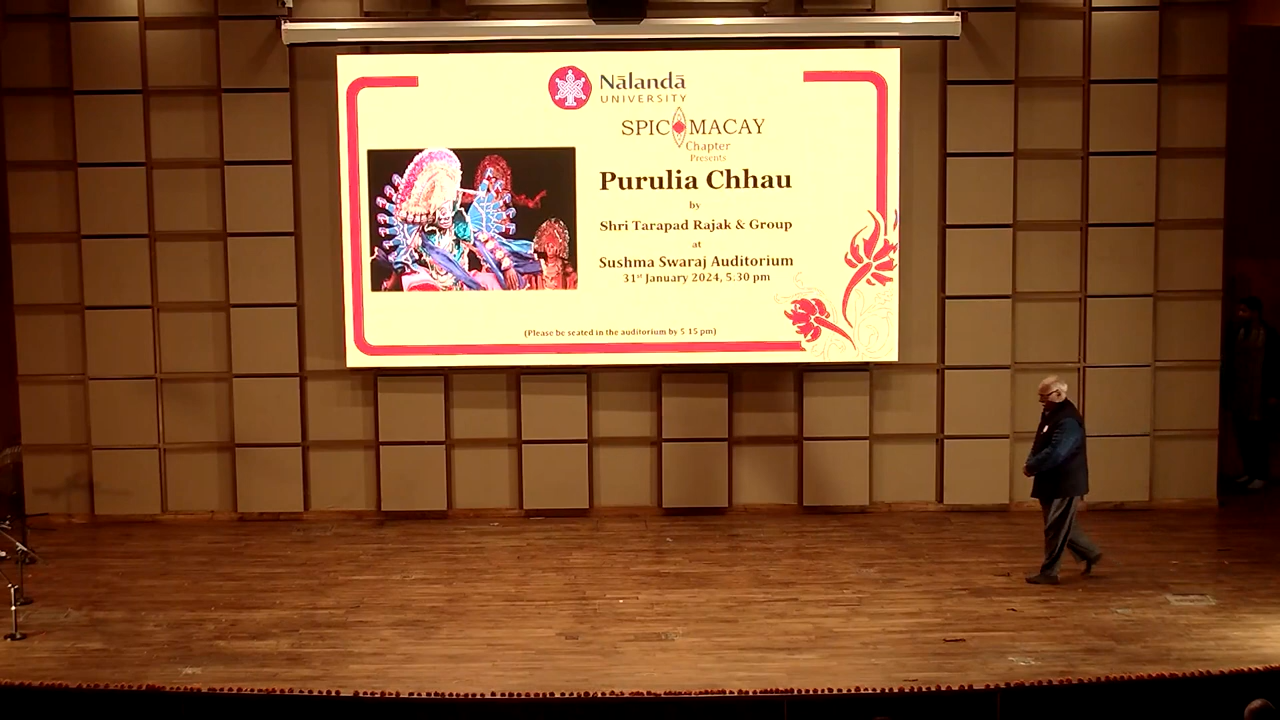 Nālandā
UNIVERSITY
SPIC MACAY
Chapter
Presents
Purulia Chhau
by
Shri Tarapad Rajak & Group
at
Sushma Swaraj Auditorium
31st January 2024, 5.30 pm
(Please be seated in the auditorium by 5 15 pm)